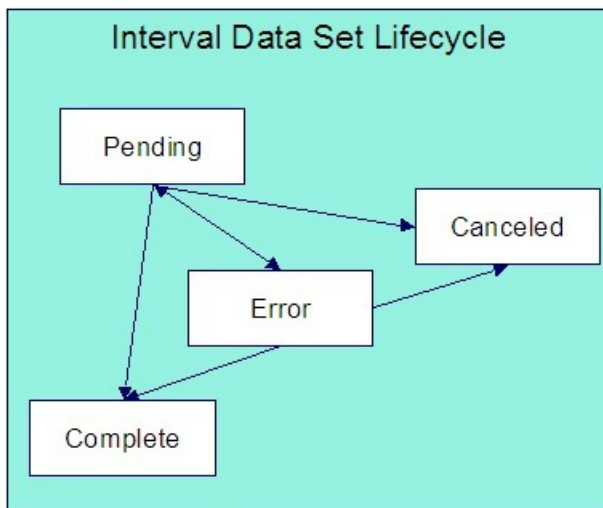 Interval Data Set Lifecycle
Pending
Canceled
Error
Complete